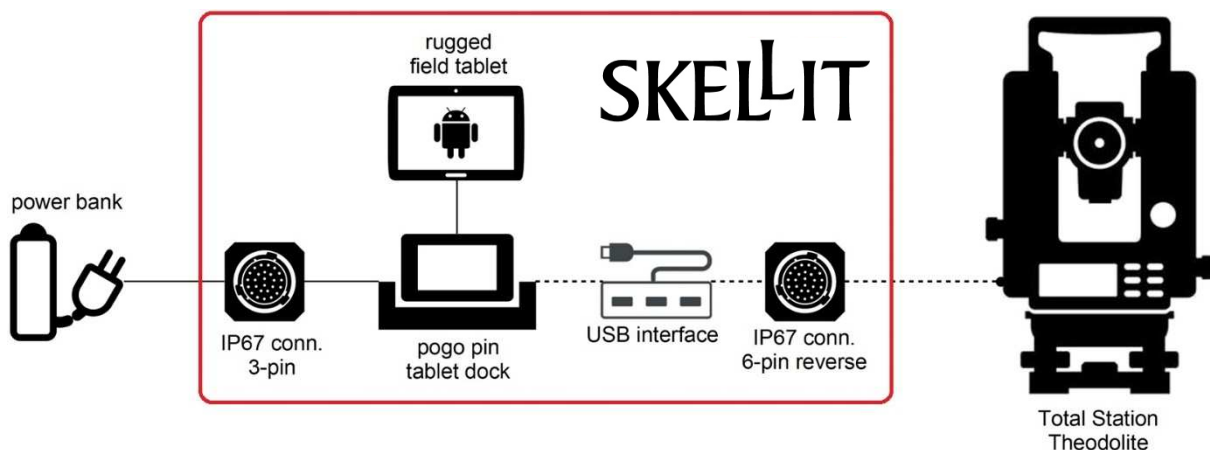 rugged
field tablet
SKELLIT
power bank
IP67 conn.
3-pin
pogo pin
tablet dock
USB interface
IP67 conn.
6-pin reverse
Total Station
Theodolite